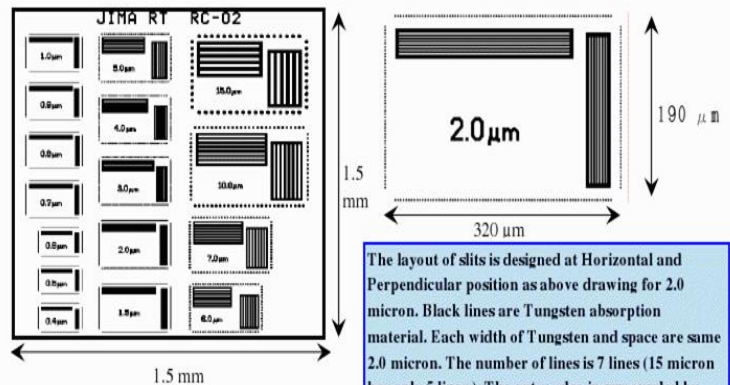 JIMA RT RC-02
1.0μm
0.9μm
0.8μm
0.7μm
0.6μm
0.5μm
0.4μm
5.0μm
4.0μm
3.0μm
2.0μm
1.5μm
15.0μm
10.0μm
7.0μm
6.0μm
1.5
mm
1.5 mm
2.0μm
190 μm
320 μm
The layout of slits is designed at Horizontal and
Perpendicular position as above drawing for 2.0
micron. Black lines are Tungsten absorption
material. Each width of Tungsten and space are same
2.0 micron. The number of lines is 7 lines (15 micron